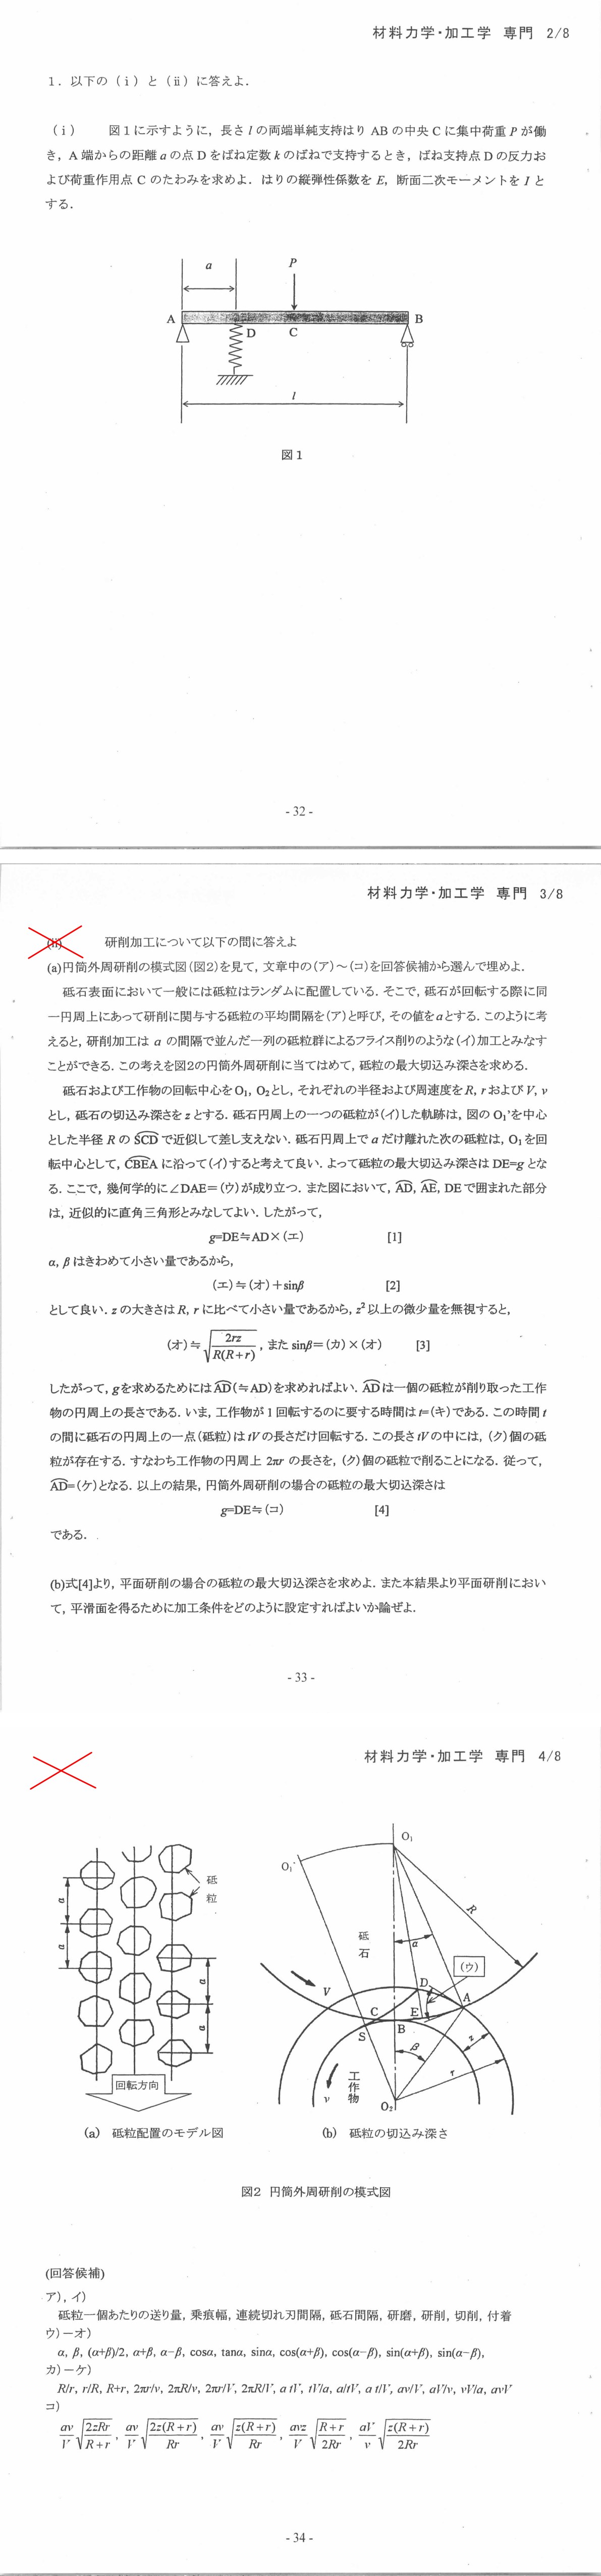 材料力学・加工学 専門 2/8
1.以下の(ⅰ)と(ⅱ)に答えよ.
(ⅰ) 図1に示すように,長さ l の両端単純支持はり AB の中央 C に集中荷重 P が働
き,A 端からの距離 a の点 D をばね定数 k のばねで支持するとき,ばね支持点 D の反力お
よび荷重作用点 C のたわみを求めよ.はりの縦弾性係数を E, 断面二次モーメントを I と
する.
a
P
A
D
C
B
l
図1
- 32 -
材料力学・加工学 専門 3/8
(ⅱ) 研削加工について以下の問に答えよ
(a)円筒外周研削の模式図(図2)を見て,文章中の(ア)~(コ)を回答候補から選んで埋めよ.
砥石表面において一般には砥粒はランダムに配置している.そこで,砥石が回転する際に同
一円周上にあって研削に関与する砥粒の平均間隔を(ア)と呼び,その値をaとする.このように考
えると,研削加工は a の間隔で並んだ一列の砥粒群によるフライス削りのような(イ)加工とみなす
ことができる.この考えを図2の円筒外周研削に当てはめて,砥粒の最大切込み深さを求める.
砥石および工作物の回転中心をO₁, O₂とし,それぞれの半径および周速度をR, rおよびV, v
とし,砥石の切込み深さをzとする.砥石円周上の一つの砥粒が(イ)した軌跡は,図のO₁'を中心
とした半径 R の SCD で近似して差し支えない.砥石円周上で a だけ離れた次の砥粒は,O₁を回
転中心として,CBEA に沿って(イ)すると考えて良い.よって砥粒の最大切込み深さは DE=g とな
る.ここで,幾何学的に∠DAE=(ウ)が成り立つ.また図において,AD, AE, DE で囲まれた部分
は,近似的に直角三角形とみなしてよい.したがって,
g=DE≒AD×(エ) [1]
α, βはきわめて小さい量であるから,
(エ)≒(オ)+sinβ [2]
として良い.z の大きさは R, r に比べて小さい量であるから,z²以上の微少量を無視すると,
(オ)≒√(2rz/R(R+r)), また sinβ=(カ)×(オ) [3]
したがって,gを求めるためにはAD(≒AD)を求めればよい.ADは一個の砥粒が削り取った工作
物の円周上の長さである.いま,工作物が1回転するのに要する時間は t=(キ)である.この時間 t
の間に砥石の円周上の一点(砥粒)は tV の長さだけ回転する.この長さ tV の中には,(ク)個の砥
粒が存在する.すなわち工作物の円周上 2πr の長さを,(ク)個の砥粒で削ることになる.従って,
AD=(ケ)となる.以上の結果,円筒外周研削の場合の砥粒の最大切込深さは
g=DE≒(コ) [4]
である.
(b)式[4]より,平面研削の場合の砥粒の最大切込深さを求めよ.また本結果より平面研削におい
て,平滑面を得るために加工条件をどのように設定すればよいか論ぜよ.
- 33 -
材料力学・加工学 専門 4/8
砥
粒
a
a
a
a
回転方向
(a) 砥粒配置のモデル図
O₁
O₁'
R
砥
石
α
(ウ)
V
D
A
C
E
S
B
z
β
r
工
作
物
v
O₂
(b) 砥粒の切込み深さ
図2 円筒外周研削の模式図
(回答候補)
ア), イ)
砥粒一個あたりの送り量, 乗痕幅, 連続切れ刃間隔, 砥石間隔, 研磨, 研削, 切削, 付着
ウ)-オ)
α, β, (α+β)/2, α+β, α-β, cosα, tanα, sinα, cos(α+β), cos(α-β), sin(α+β), sin(α-β),
カ)-ケ)
R/r, r/R, R+r, 2πr/v, 2πR/v, 2πr/V, 2πR/V, a tV, tV/a, a/tV, a t/V, av/V, aV/v, vV/a, avV
コ)
av/V √(2zRr/(R+r)), av/V √(2z(R+r)/Rr), av/V √(z(R+r)/Rr), avz/V √((R+r)/2Rr), aV/v √(z(R+r)/2Rr)
- 34 -